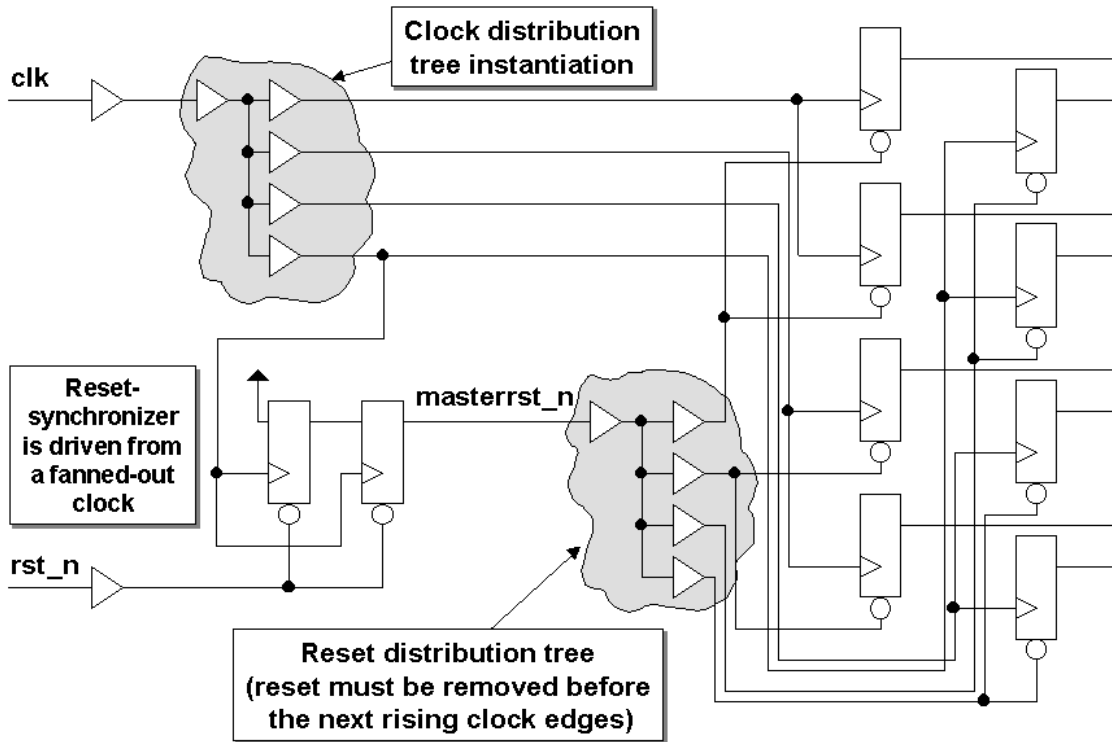 Clock distribution
tree instantiation
clk
Reset-
synchronizer
is driven from
a fanned-out
clock
masterrst_n
rst_n
Reset distribution tree
(reset must be removed before
the next rising clock edges)